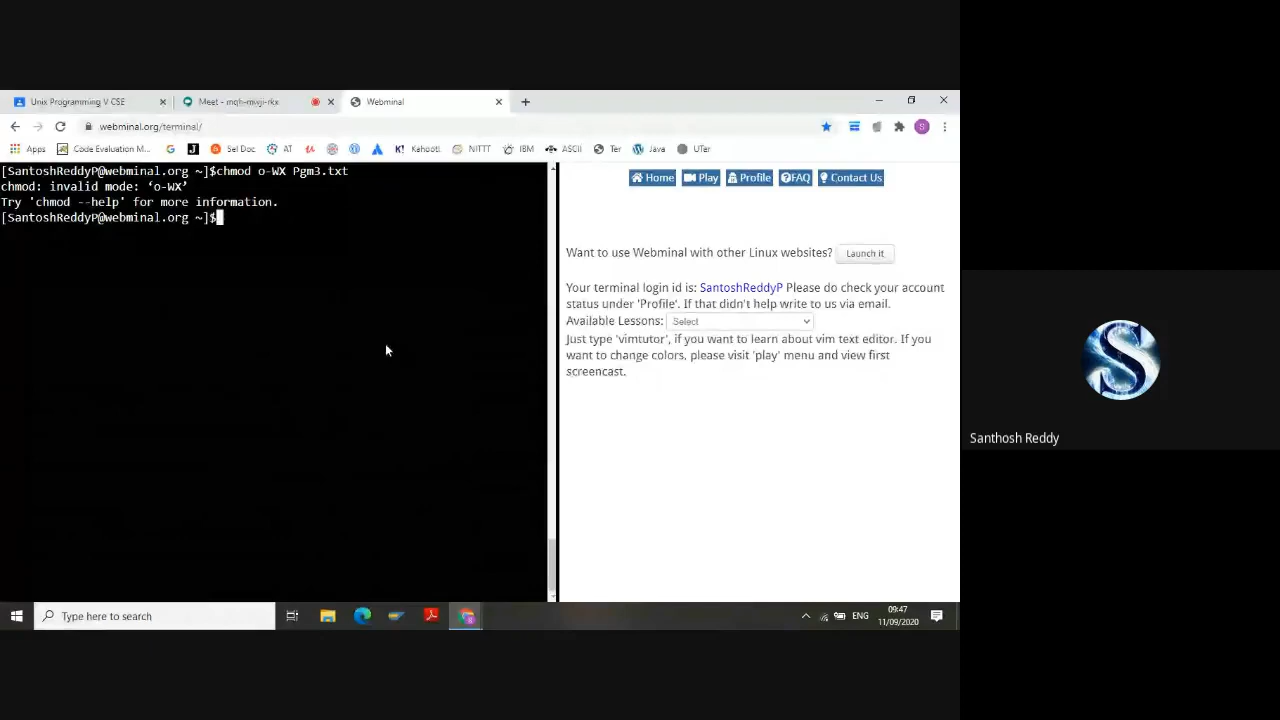 Unix Programming V CSE
Meet - mqh-mwji-rkx
Webminal
webminal.org/terminal/
Apps
Code Evaluation M...
Sel Doc
AT
Kahoot!
NITTT
IBM
ASCII
Ter
Java
UTer
[SantoshReddyP@webminal.org ~]$chmod o-WX Pgm3.txt
chmod: invalid mode: ‘o-WX’
Try 'chmod --help' for more information.
[SantoshReddyP@webminal.org ~]$
Home
Play
Profile
FAQ
Contact Us
Want to use Webminal with other Linux websites? Launch it
Your terminal login id is: SantoshReddyP Please do check your account
status under 'Profile'. If that didn't help write to us via email.
Available Lessons: Select
Just type 'vimtutor', if you want to learn about vim text editor. If you
want to change colors, please visit 'play' menu and view first
screencast.
S
Santhosh Reddy
Type here to search
ENG
09:47
11/09/2020